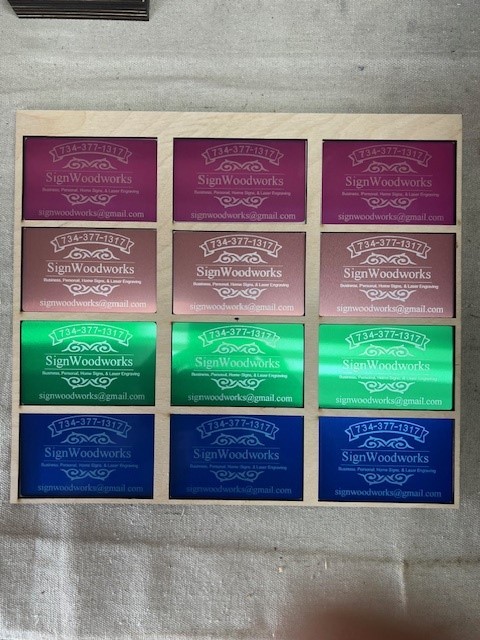 734-377-1317 734-377-1317 734-377-1317
SignWoodworks SignWoodworks SignWoodworks
Business, Personal, Home Signs, & Laser Engraving Business, Personal, Home Signs, & Laser Engraving Business, Personal, Home Signs, & Laser Engraving
signwoodworks@gmail.com signwoodworks@gmail.com signwoodworks@gmail.com
734-377-1317 734-377-1317 734-377-1317
SignWoodworks SignWoodworks SignWoodworks
Business, Personal, Home Signs, & Laser Engraving Business, Personal, Home Signs, & Laser Engraving Business, Personal, Home Signs, & Laser Engraving
signwoodworks@gmail.com signwoodworks@gmail.com signwoodworks@gmail.com
734-377-1317 734-377-1317 734-377-1317
SignWoodworks SignWoodworks SignWoodworks
Business, Personal, Home Signs, & Laser Engraving Business, Personal, Home Signs, & Laser Engraving Business, Personal, Home Signs, & Laser Engraving
signwoodworks@gmail.com signwoodworks@gmail.com signwoodworks@gmail.com
734-377-1317 734-377-1317 734-377-1317
SignWoodworks SignWoodworks SignWoodworks
Business, Personal, Home Signs, & Laser Engraving Business, Personal, Home Signs, & Laser Engraving Business, Personal, Home Signs, & Laser Engraving
signwoodworks@gmail.com signwoodworks@gmail.com signwoodworks@gmail.com